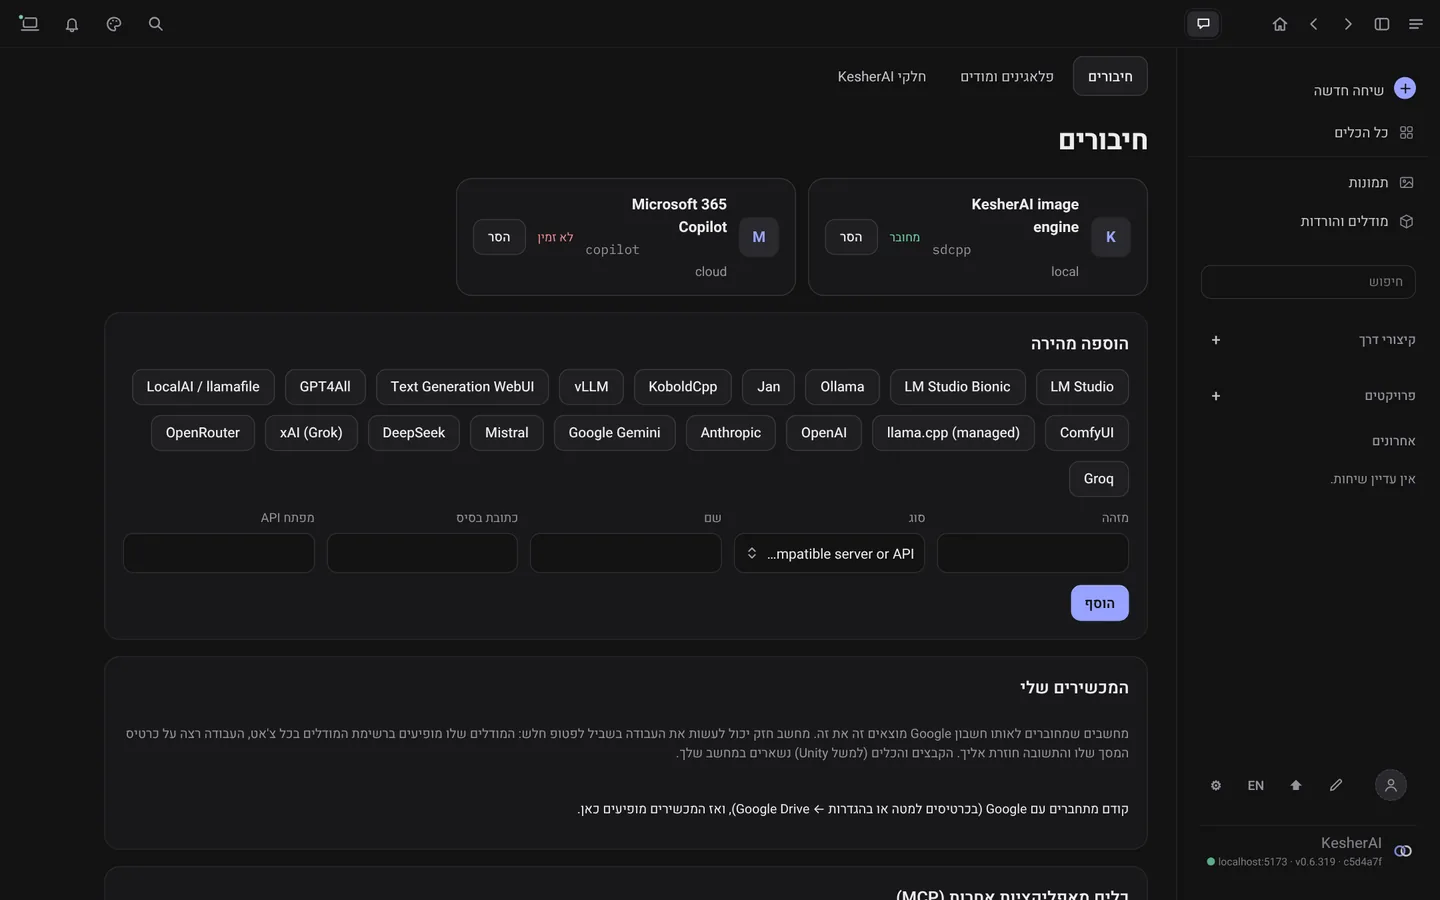 שיחה חדשה
כל הכלים
תמונות
מודלים והורדות
חיפוש
קיצורי דרך
+
פרויקטים
+
אחרונים
אין עדיין שיחות.
EN
KesherAI
localhost:5173 · v0.6.319 · c5d4a7f
חיבורים
פלאגינים ומודים
חלקי KesherAI
חיבורים
K
KesherAI image
engine
sdcpp
local
מחובר
הסר
M
Microsoft 365
Copilot
copilot
cloud
לא זמין
הסר
הוספה מהירה
LM Studio
LM Studio Bionic
Ollama
Jan
KoboldCpp
vLLM
Text Generation WebUI
GPT4All
LocalAI / llamafile
ComfyUI
llama.cpp (managed)
OpenAI
Anthropic
Google Gemini
Mistral
DeepSeek
xAI (Grok)
OpenRouter
Groq
מזהה
סוג
שם
כתובת בסיס
מפתח API
...mpatible server or API
הוסף
המכשירים שלי
מחשבים שמחוברים לאותו חשבון Google מוצאים זה את זה. מחשב חזק יכול לעשות את העבודה בשביל לפטופ חלש: המודלים שלו מופיעים ברשימת המודלים בכל צ'אט, העבודה רצה על כרטיס
המסך שלו והתשובה חוזרת אליך. הקבצים והכלים (למשל Unity) נשארים במחשב שלך.
קודם מתחברים עם Google (בכרטיסים למטה או בהגדרות ← Google Drive), ואז המכשירים מופיעים כאן.
כלים מאפליקציות אחרות (MCP)